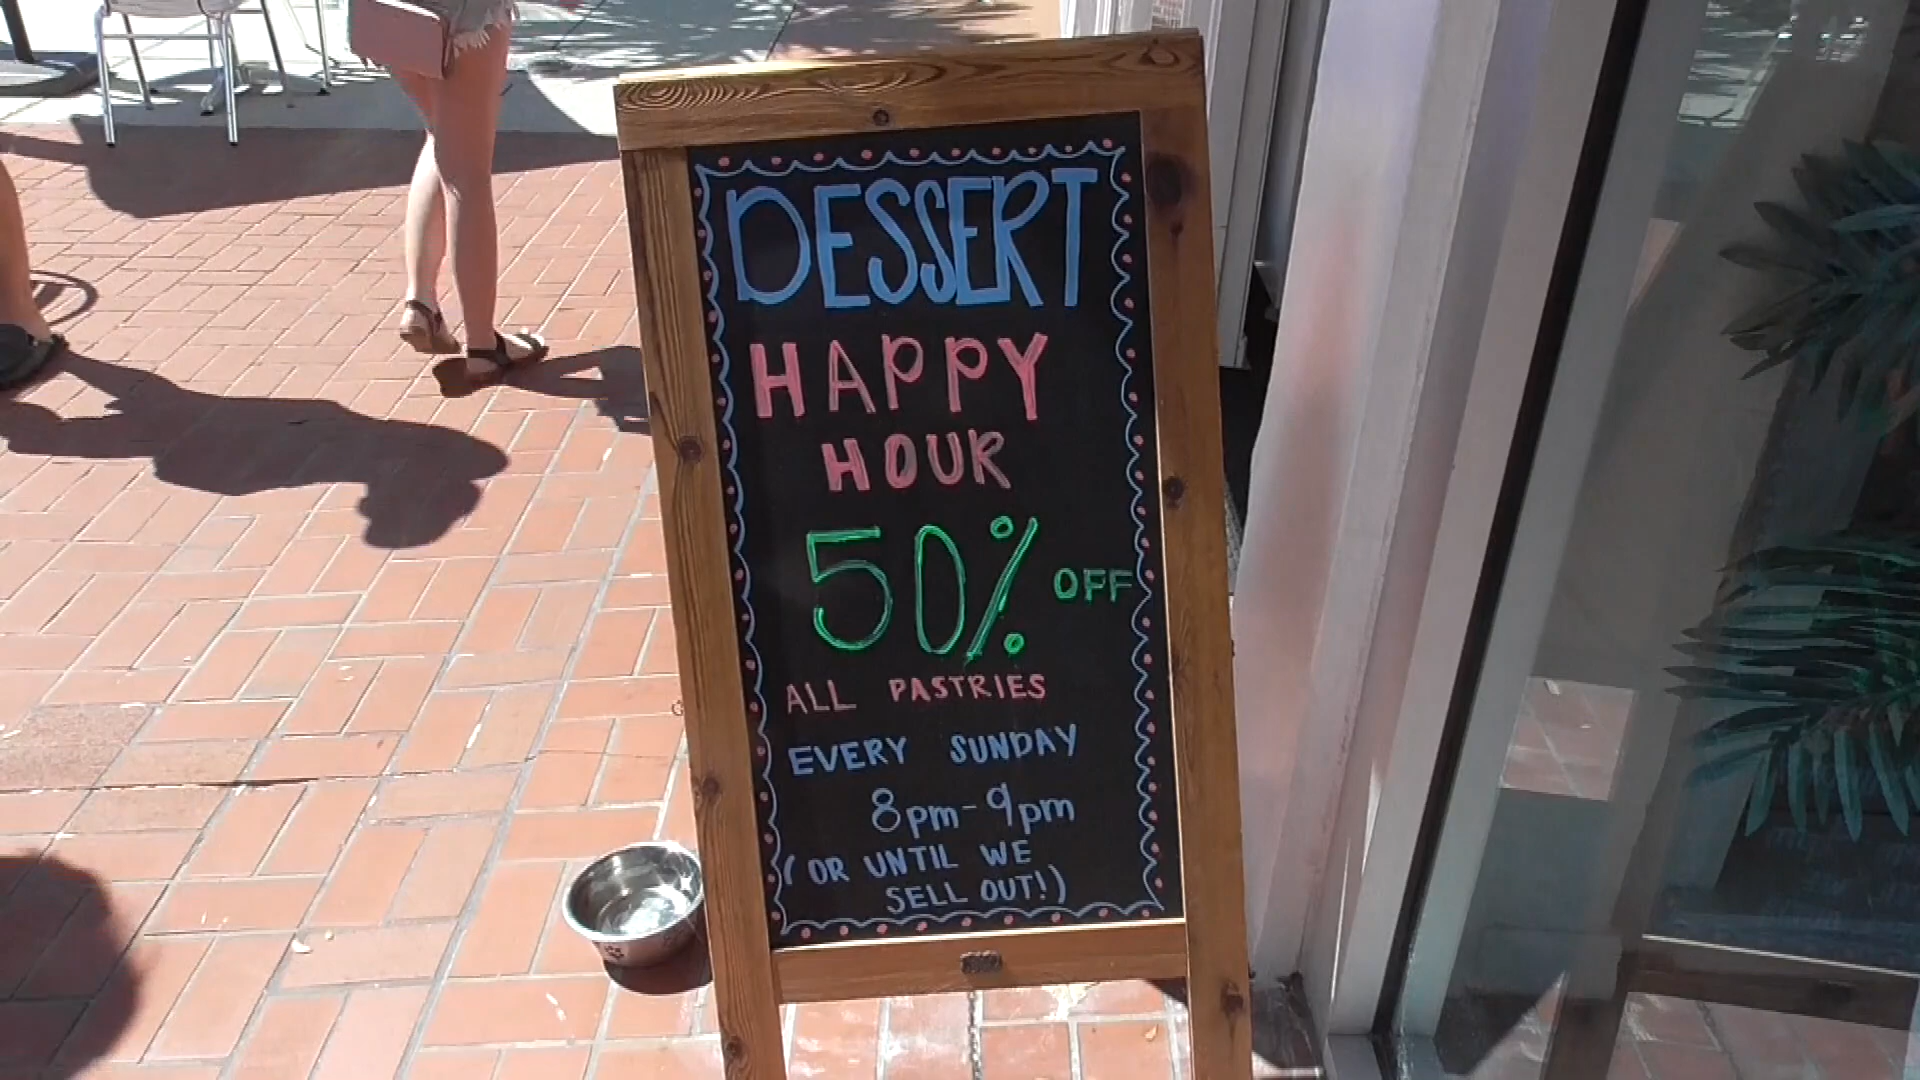 DESSERT
HAPPY
HOUR
50% OFF
ALL PASTRIES
EVERY SUNDAY
8pm-9pm
(OR UNTIL WE
SELL OUT!)